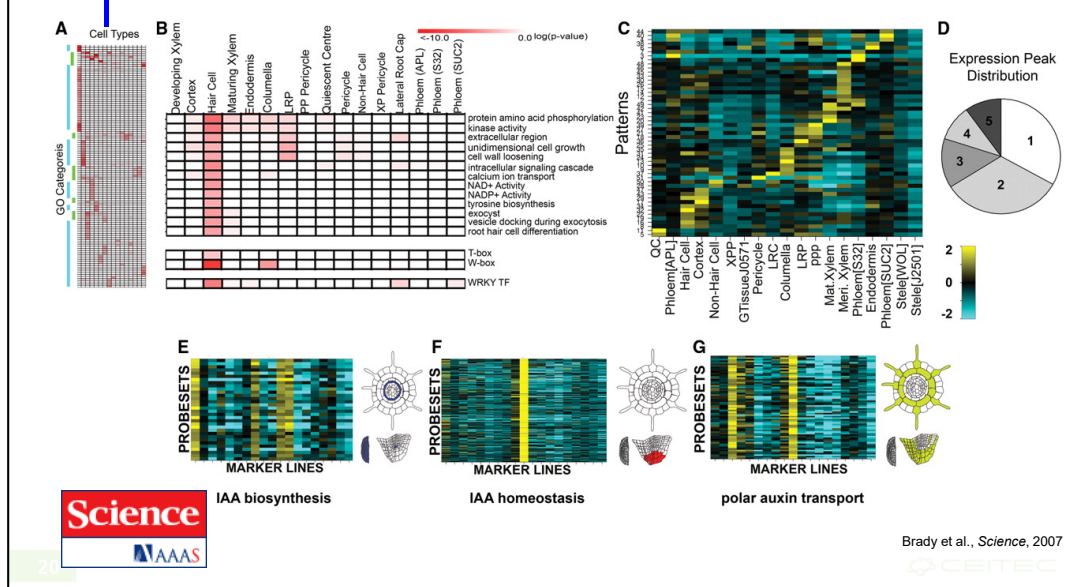 A
Cell Types
GO Categoreis
B
Developing Xylem
Cortex
Hair Cell
Maturing Xylem
Endodermis
Columella
LRP
PP Pericycle
Quiescent Centre
Pericycle
Non-Hair Cell
XP Pericycle
Lateral Root Cap
Phloem (APL)
Phloem (S32)
Phloem (SUC2)
<-10.0
0.0 log(p-value)
protein amino acid phosphorylation
kinase activity
extracellular region
unidimensional cell growth
cell wall loosening
intracellular signaling cascade
calcium ion transport
NAD+ Activity
NADP+ Activity
tyrosine biosynthesis
exocyst
vesicle docking during exocytosis
root hair cell differentiation
T-box
W-box
WRKY TF
C
Patterns
QC
Phloem[APL]
Hair Cell
Cortex
Non-Hair Cell
XPP
GTissueJ0571
Pericycle
LRC
Columella
LRP
ppp
Mat.Xylem
Meri. Xylem
Phloem[S32]
Endodermis
Phloem[SUC2]
Stele[WOL]
Stele[J2501]
D
Expression Peak
Distribution
1
2
3
4
5
2
0
-2
E
PROBESETS
MARKER LINES
IAA biosynthesis
F
PROBESETS
MARKER LINES
IAA homeostasis
G
PROBESETS
MARKER LINES
polar auxin transport
Science
AAAS
Brady et al., Science, 2007
20
CEITEC